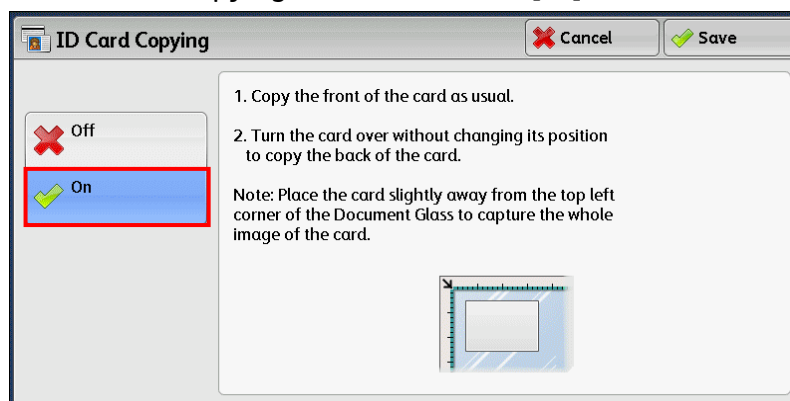 ID Card Copying
Cancel
Save
Off
On
1. Copy the front of the card as usual.
2. Turn the card over without changing its position
to copy the back of the card.
Note: Place the card slightly away from the top left
corner of the Document Glass to capture the whole
image of the card.